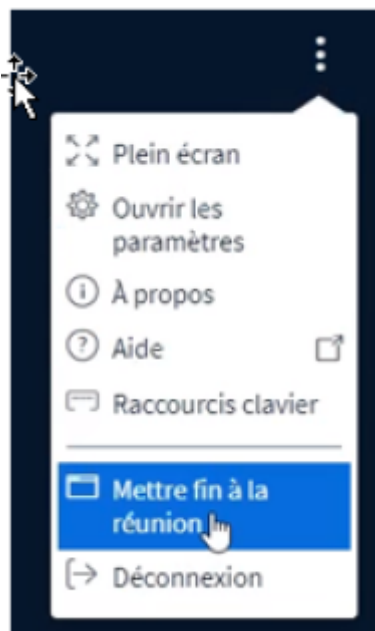 Plein écran
Ouvrir les
paramètres
À propos
Aide
Raccourcis clavier
Mettre fin à la
réunion
Déconnexion